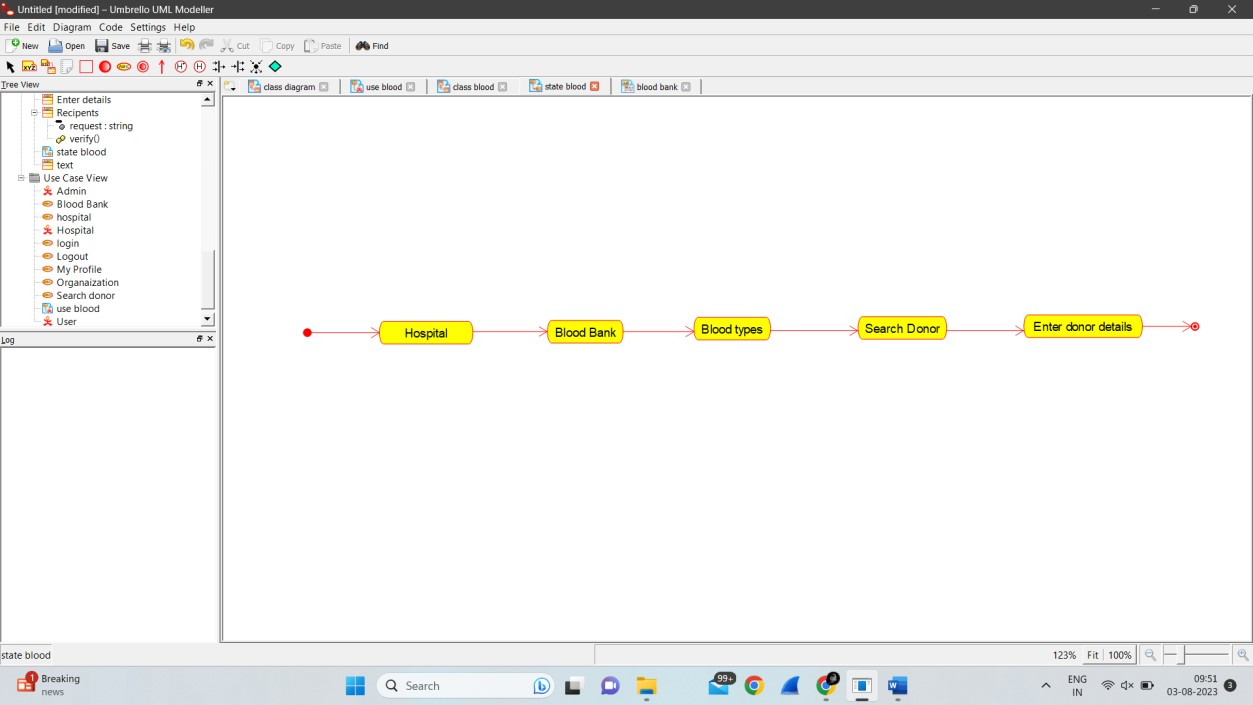 Untitled [modified] – Umbrello UML Modeller
File Edit Diagram Code Settings Help
New Open Save Cut Copy Paste Find
XYZ
Tree View
class diagram use blood class blood state blood blood bank
Enter details
Recipents
request : string
verify()
state blood
text
Use Case View
Admin
Blood Bank
hospital
Hospital
login
Logout
My Profile
Organaization
Search donor
use blood
User
Log
Hospital Blood Bank Blood types Search Donor Enter donor details
state blood
123% Fit 100%
1 Breaking
news
Search
99+
ENG
IN
09:51
03-08-2023
3